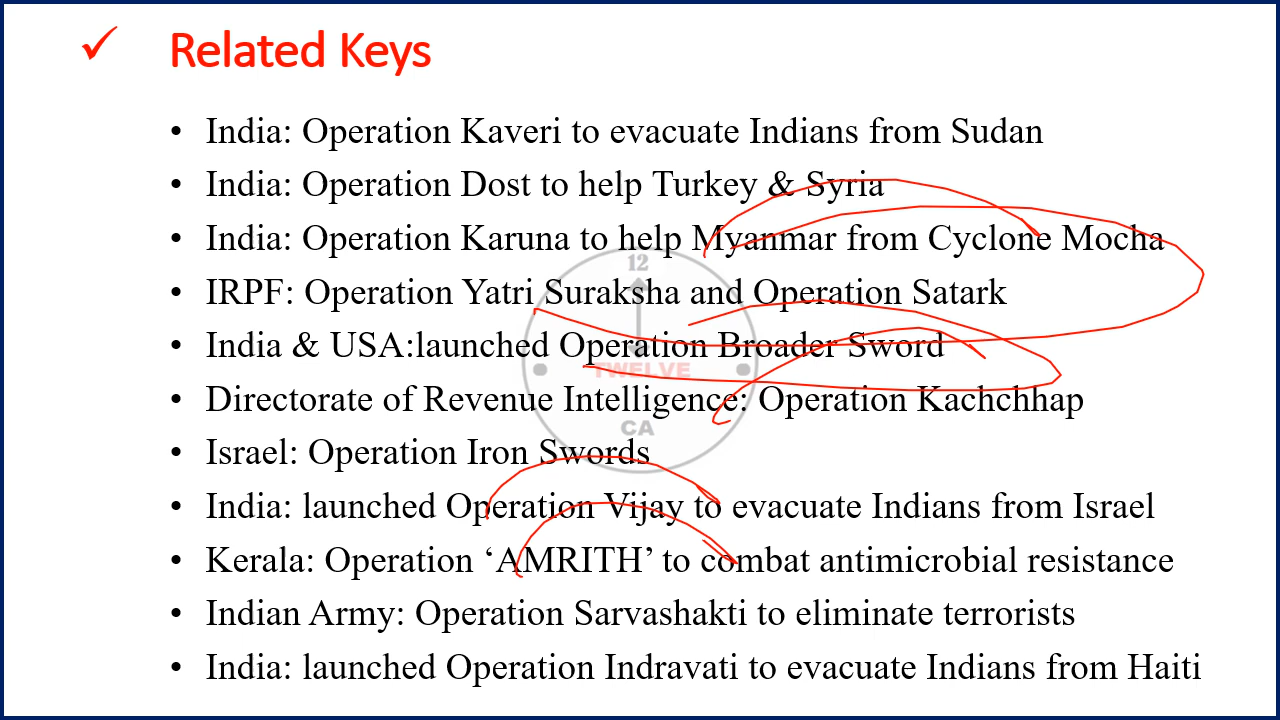 ✓ Related Keys
• India: Operation Kaveri to evacuate Indians from Sudan
• India: Operation Dost to help Turkey & Syria
• India: Operation Karuna to help Myanmar from Cyclone Mocha
12
• IRPF: Operation Yatri Suraksha and Operation Satark
• India & USA:launched Operation Broader Sword
TWELVE
• Directorate of Revenue Intelligence: Operation Kachchhap
CA
• Israel: Operation Iron Swords
• India: launched Operation Vijay to evacuate Indians from Israel
• Kerala: Operation ‘AMRITH’ to combat antimicrobial resistance
• Indian Army: Operation Sarvashakti to eliminate terrorists
• India: launched Operation Indravati to evacuate Indians from Haiti